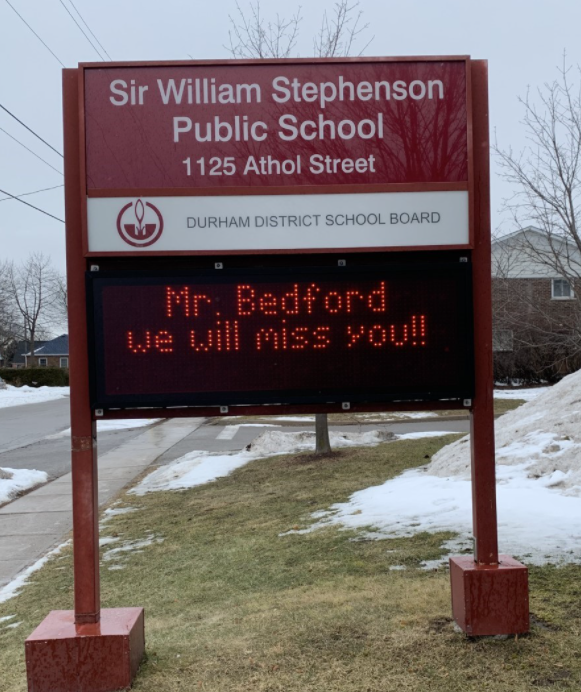 Sir William Stephenson
Public School
1125 Athol Street
DURHAM DISTRICT SCHOOL BOARD
Mr. Bedford
we will miss you!!